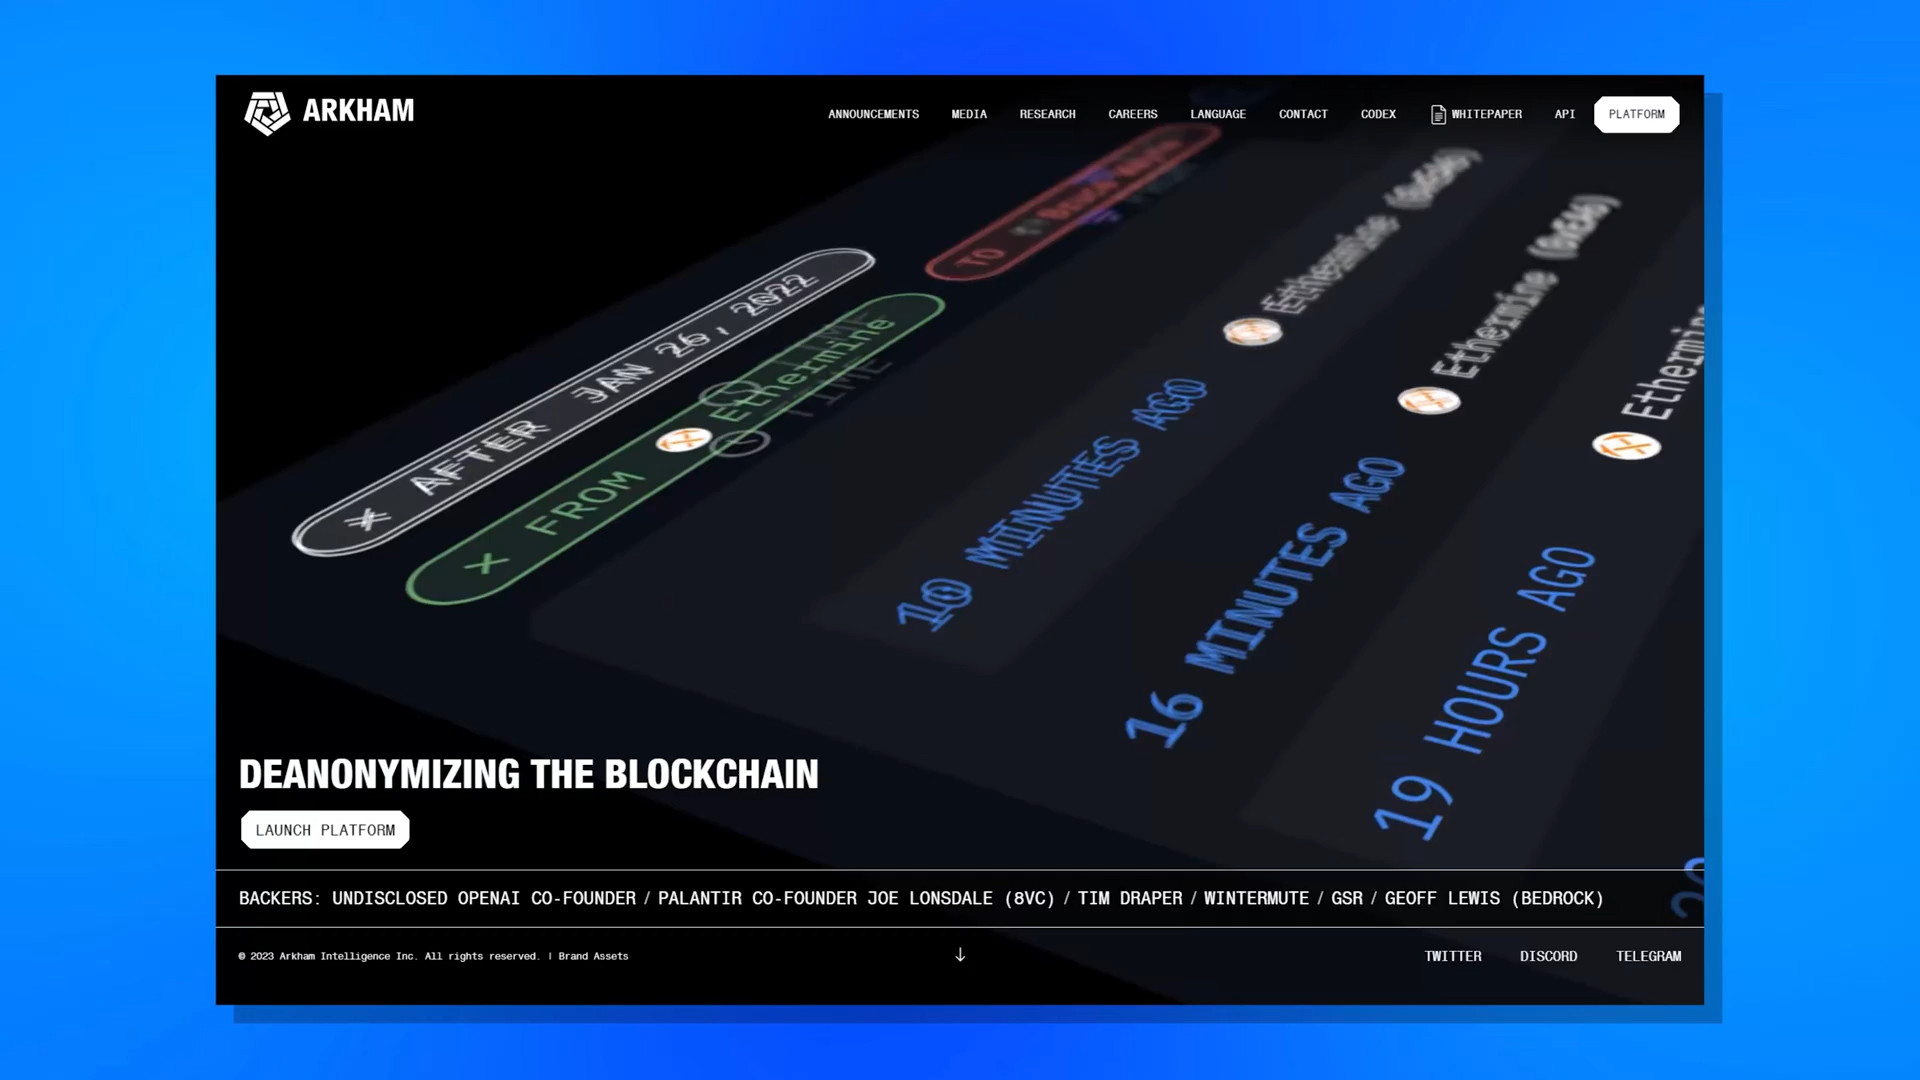 ARKHAM
ANNOUNCEMENTS MEDIA RESEARCH CAREERS LANGUAGE CONTACT CODEX WHITEPAPER API PLATFORM
AFTER JAN 26, 2022
FROM Ethermine
TO
TIME
10 MINUTES AGO Ethermine
16 MINUTES AGO Ethermine
19 HOURS AGO Ethermine
DEANONYMIZING THE BLOCKCHAIN
LAUNCH PLATFORM
BACKERS: UNDISCLOSED OPENAI CO-FOUNDER / PALANTIR CO-FOUNDER JOE LONSDALE (8VC) / TIM DRAPER / WINTERMUTE / GSR / GEOFF LEWIS (BEDROCK)
© 2023 Arkham Intelligence Inc. All rights reserved. | Brand Assets
TWITTER DISCORD TELEGRAM